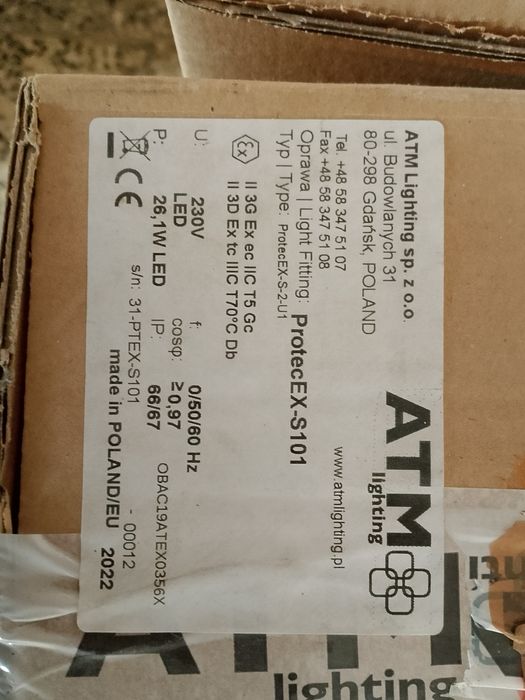 ATM Lighting sp. z o.o.
ul. Budowlanych 31
80-298 Gdańsk, POLAND
ATM
lighting
Tel. +48 58 347 51 07
Fax +48 58 347 51 08
www.atmlighting.pl
Oprawa | Light Fitting: ProtecEX-S101
Typ | Type: ProtecEX-S-2-U1
Ex II 3G Ex ec IIC T5 Gc
II 3D Ex tc IIIC T70°C Db
U: 230V f: 0/50/60 Hz
LED cosφ: ≥ 0,97
P: 26,1W LED IP: 66/67 OBAC19ATEX0356X
CE s/n: 31-PTEX-S101 - 00012
made in POLAND/EU 2022
lighting